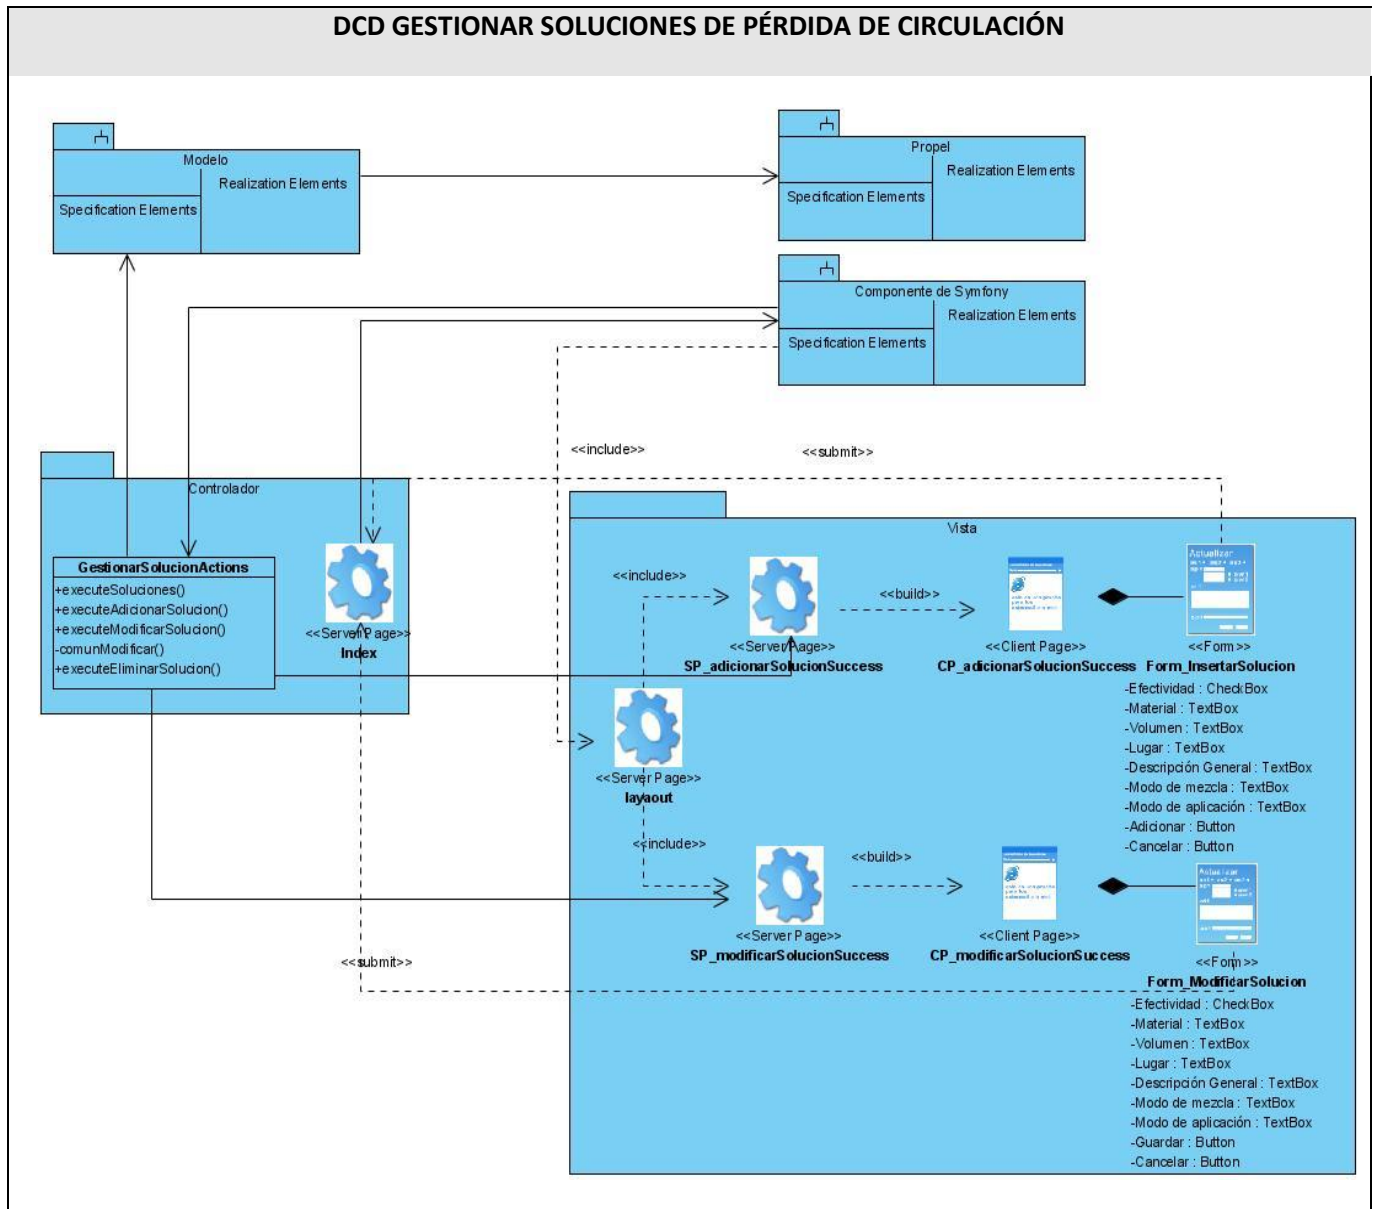 DCD GESTIONAR SOLUCIONES DE PÉRDIDA DE CIRCULACIÓN
Modelo
Realization Elements
Specification Elements
Propel
Realization Elements
Specification Elements
Componente de Symfony
Realization Elements
Specification Elements
<<include>>
<<submit>>
Controlador
GestionarSolucionActions
+executeSoluciones()
+executeAdicionarSolucion()
+executeModificarSolucion()
-comunModificar()
+executeEliminarSolucion()
<<Server Page>>
Index
Vista
<<include>>
<<Server Page>>
SP_adicionarSolucionSuccess
<<build>>
<<Client Page>>
CP_adicionarSolucionSuccess
Actualizar
<<Form>>
Form_InsertarSolucion
-Efectividad : CheckBox
-Material : TextBox
-Volumen : TextBox
-Lugar : TextBox
-Descripción General : TextBox
-Modo de mezcla : TextBox
-Modo de aplicación : TextBox
-Adicionar : Button
-Cancelar : Button
<<Server Page>>
layaout
<<include>>
<<Server Page>>
SP_modificarSolucionSuccess
<<build>>
<<Client Page>>
CP_modificarSolucionSuccess
Actualizar
<<Form>>
Form_ModificarSolucion
-Efectividad : CheckBox
-Material : TextBox
-Volumen : TextBox
-Lugar : TextBox
-Descripción General : TextBox
-Modo de mezcla : TextBox
-Modo de aplicación : TextBox
-Guardar : Button
-Cancelar : Button
<<submit>>